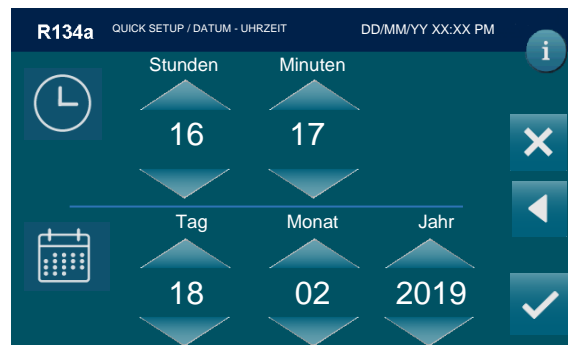 R134a QUICK SETUP / DATUM - UHRZEIT DD/MM/YY XX:XX PM
i
Stunden Minuten
16 17
Tag Monat Jahr
18 02 2019